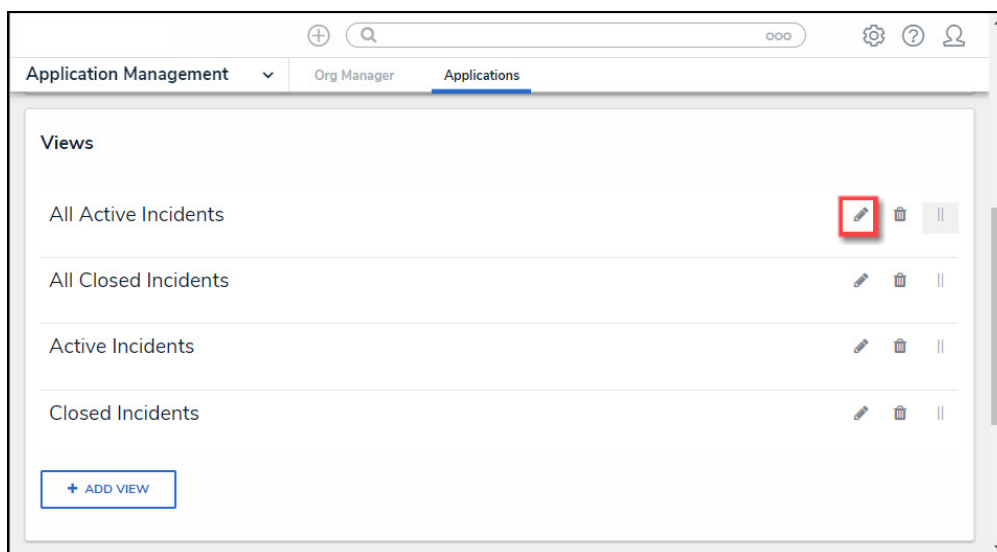 Application Management
Org Manager
Applications
Views
All Active Incidents
All Closed Incidents
Active Incidents
Closed Incidents
+ ADD VIEW